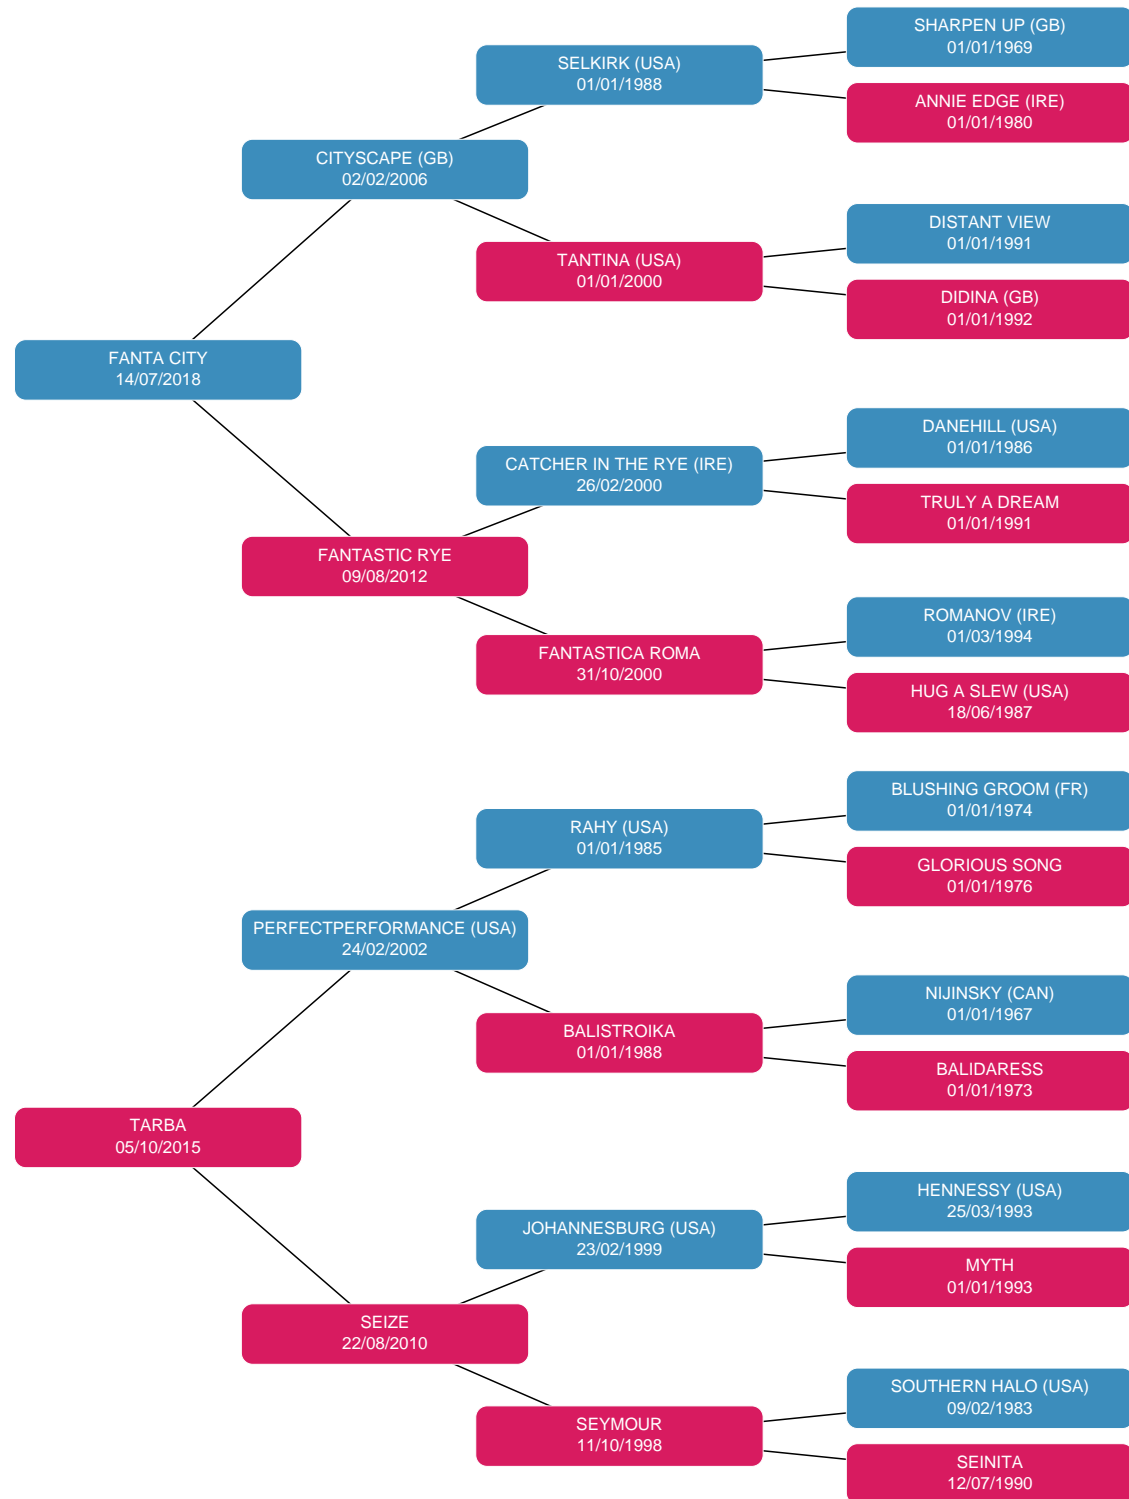 SHARPEN UP (GB)
01/01/1969
SELKIRK (USA)
01/01/1988
ANNIE EDGE (IRE)
01/01/1980
CITYSCAPE (GB)
02/02/2006
DISTANT VIEW
01/01/1991
TANTINA (USA)
01/01/2000
DIDINA (GB)
01/01/1992
FANTA CITY
14/07/2018
DANEHILL (USA)
01/01/1986
CATCHER IN THE RYE (IRE)
26/02/2000
TRULY A DREAM
01/01/1991
FANTASTIC RYE
09/08/2012
ROMANOV (IRE)
01/03/1994
FANTASTICA ROMA
31/10/2000
HUG A SLEW (USA)
18/06/1987
BLUSHING GROOM (FR)
01/01/1974
RAHY (USA)
01/01/1985
GLORIOUS SONG
01/01/1976
PERFECTPERFORMANCE (USA)
24/02/2002
NIJINSKY (CAN)
01/01/1967
BALISTROIKA
01/01/1988
BALIDARESS
01/01/1973
TARBA
05/10/2015
HENNESSY (USA)
25/03/1993
JOHANNESBURG (USA)
23/02/1999
MYTH
01/01/1993
SEIZE
22/08/2010
SOUTHERN HALO (USA)
09/02/1983
SEYMOUR
11/10/1998
SEINITA
12/07/1990